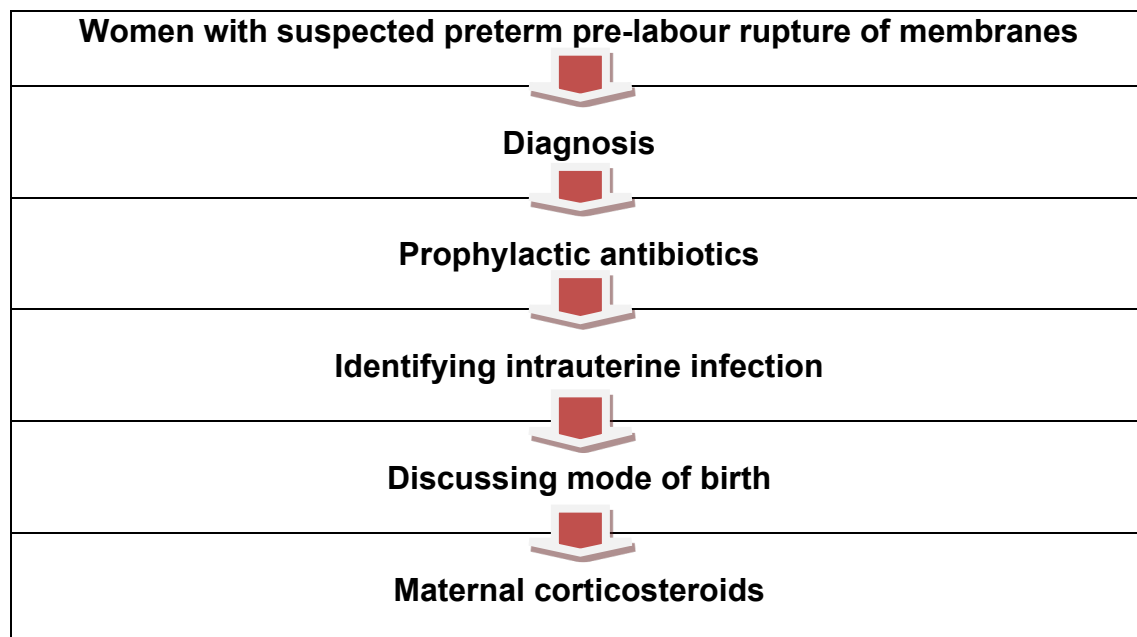 Women with suspected preterm pre-labour rupture of membranes
Diagnosis
Prophylactic antibiotics
Identifying intrauterine infection
Discussing mode of birth
Maternal corticosteroids